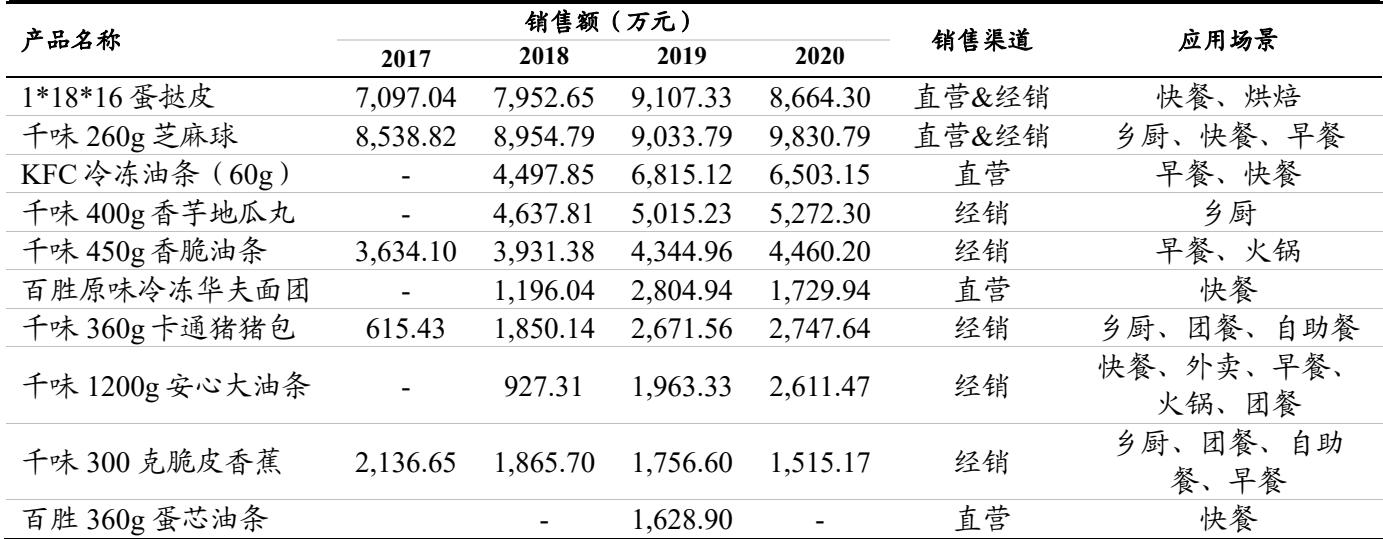 产品名称 销售额（万元） 销售渠道 应用场景
2017 2018 2019 2020
1*18*16 蛋挞皮 7,097.04 7,952.65 9,107.33 8,664.30 直营&经销 快餐、烘焙
千味 260g 芝麻球 8,538.82 8,954.79 9,033.79 9,830.79 直营&经销 乡厨、快餐、早餐
KFC 冷冻油条（60g） - 4,497.85 6,815.12 6,503.15 直营 早餐、快餐
千味 400g 香芋地瓜丸 - 4,637.81 5,015.23 5,272.30 经销 乡厨
千味 450g 香脆油条 3,634.10 3,931.38 4,344.96 4,460.20 经销 早餐、火锅
百胜原味冷冻华夫面团 - 1,196.04 2,804.94 1,729.94 直营 快餐
千味 360g 卡通猪猪包 615.43 1,850.14 2,671.56 2,747.64 经销 乡厨、团餐、自助餐
千味 1200g 安心大油条 - 927.31 1,963.33 2,611.47 经销 快餐、外卖、早餐、
火锅、团餐
千味 300 克脆皮香蕉 2,136.65 1,865.70 1,756.60 1,515.17 经销 乡厨、团餐、自助
餐、早餐
百胜 360g 蛋芯油条 - 1,628.90 - 直营 快餐